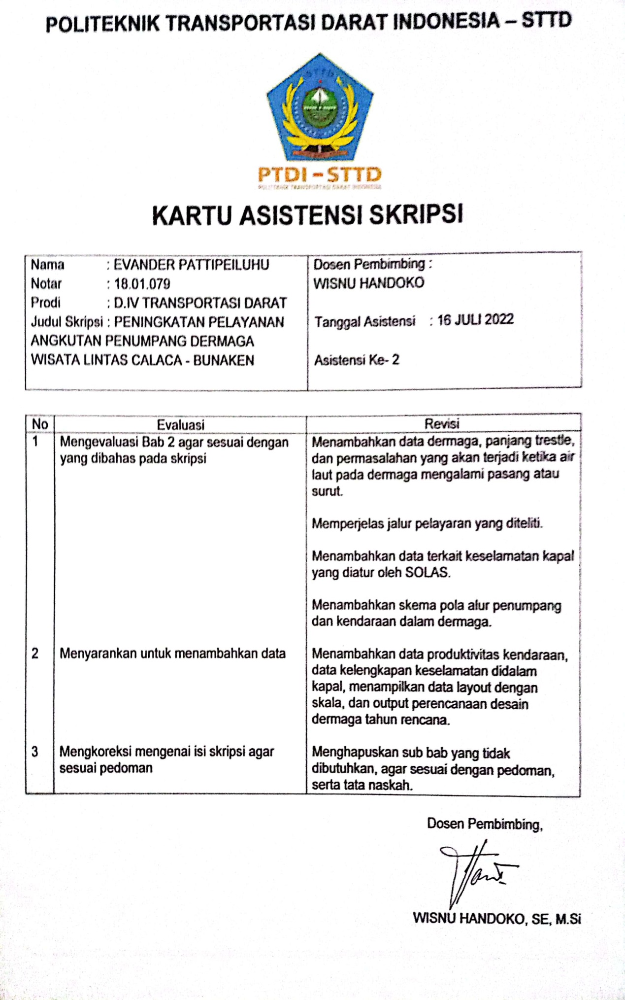 POLITEKNIK TRANSPORTASI DARAT INDONESIA – STTD
STTD
PTDI – STTD
POLITEKNIK TRANSPORTASI DARAT INDONESIA
KARTU ASISTENSI SKRIPSI
Nama : EVANDER PATTIPEILUHU
Notar : 18.01.079
Prodi : D.IV TRANSPORTASI DARAT
Judul Skripsi : PENINGKATAN PELAYANAN
ANGKUTAN PENUMPANG DERMAGA
WISATA LINTAS CALACA - BUNAKEN
Dosen Pembimbing :
WISNU HANDOKO
Tanggal Asistensi : 16 JULI 2022
Asistensi Ke- 2
No Evaluasi Revisi
1 Mengevaluasi Bab 2 agar sesuai dengan
yang dibahas pada skripsi
Menambahkan data dermaga, panjang trestle,
dan permasalahan yang akan terjadi ketika air
laut pada dermaga mengalami pasang atau
surut.
Memperjelas jalur pelayaran yang diteliti.
Menambahkan data terkait keselamatan kapal
yang diatur oleh SOLAS.
Menambahkan skema pola alur penumpang
dan kendaraan dalam dermaga.
2 Menyarankan untuk menambahkan data
Menambahkan data produktivitas kendaraan,
data kelengkapan keselamatan didalam
kapal, menampilkan data layout dengan
skala, dan output perencanaan desain
dermaga tahun rencana.
3 Mengkoreksi mengenai isi skripsi agar
sesuai pedoman
Menghapuskan sub bab yang tidak
dibutuhkan, agar sesuai dengan pedoman,
serta tata naskah.
Dosen Pembimbing,
WISNU HANDOKO, SE, M.Si